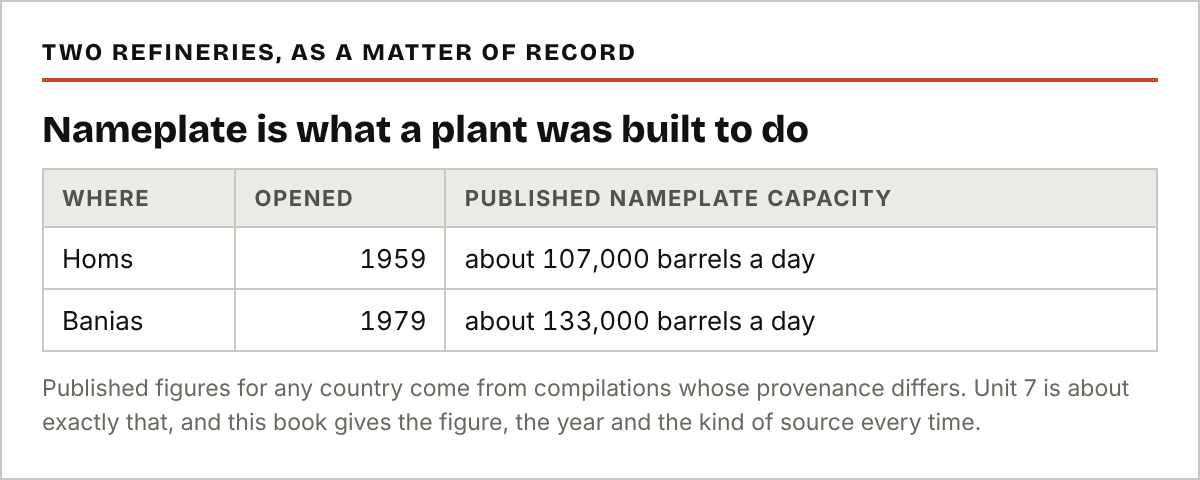 TWO REFINERIES, AS A MATTER OF RECORD
Nameplate is what a plant was built to do
WHERE OPENED PUBLISHED NAMEPLATE CAPACITY
Homs 1959 about 107,000 barrels a day
Banias 1979 about 133,000 barrels a day
Published figures for any country come from compilations whose provenance differs. Unit 7 is about
exactly that, and this book gives the figure, the year and the kind of source every time.